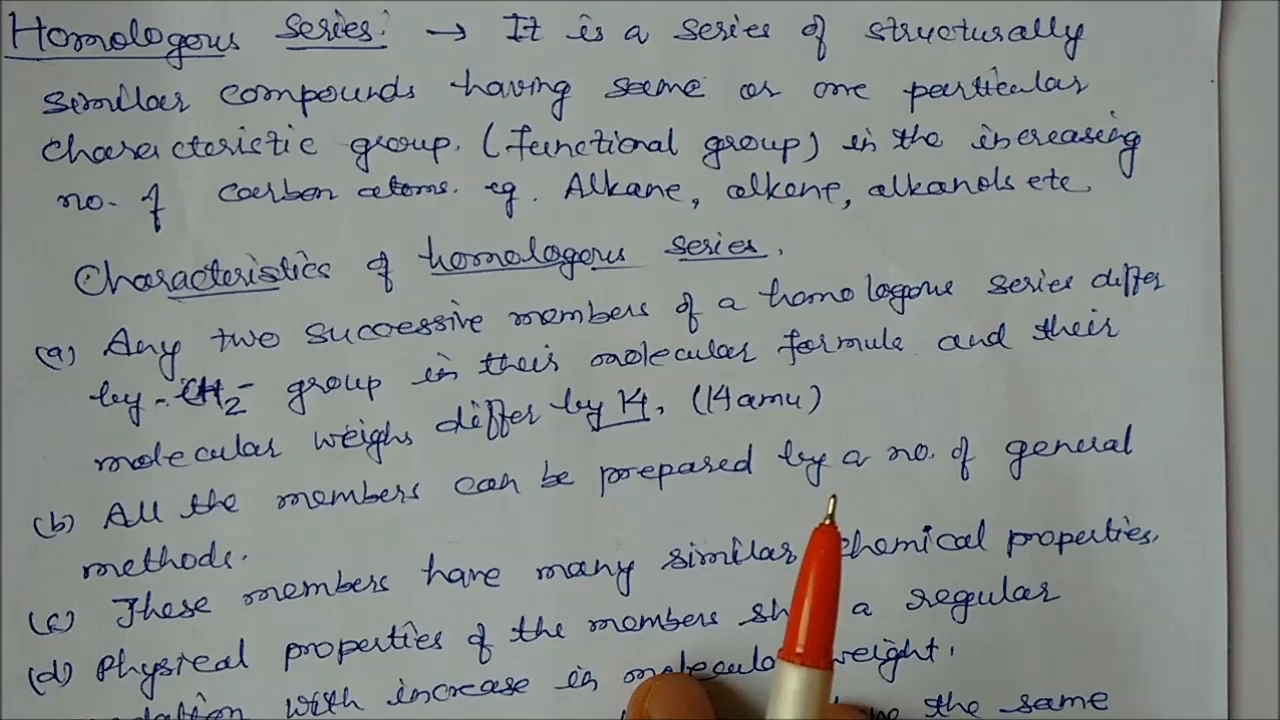 Homologous series: → It is a series of structurally
similar compounds having same or one particular
characteristic group. (functional group) in the increasing
no. of carbon atoms. eg. Alkane, alkene, alkanols etc
Characteristics of homologous series.
(a) Any two successive members of a homologous series differ
by -CH2- group in their molecular formula and their
molecular weighs differ by 14. (14 amu)
(b) All the members can be prepared by a no. of general
methods.
(c) These members have many similar chemical properties.
(d) Physical properties of the members a regular
with increase in weight.
the same